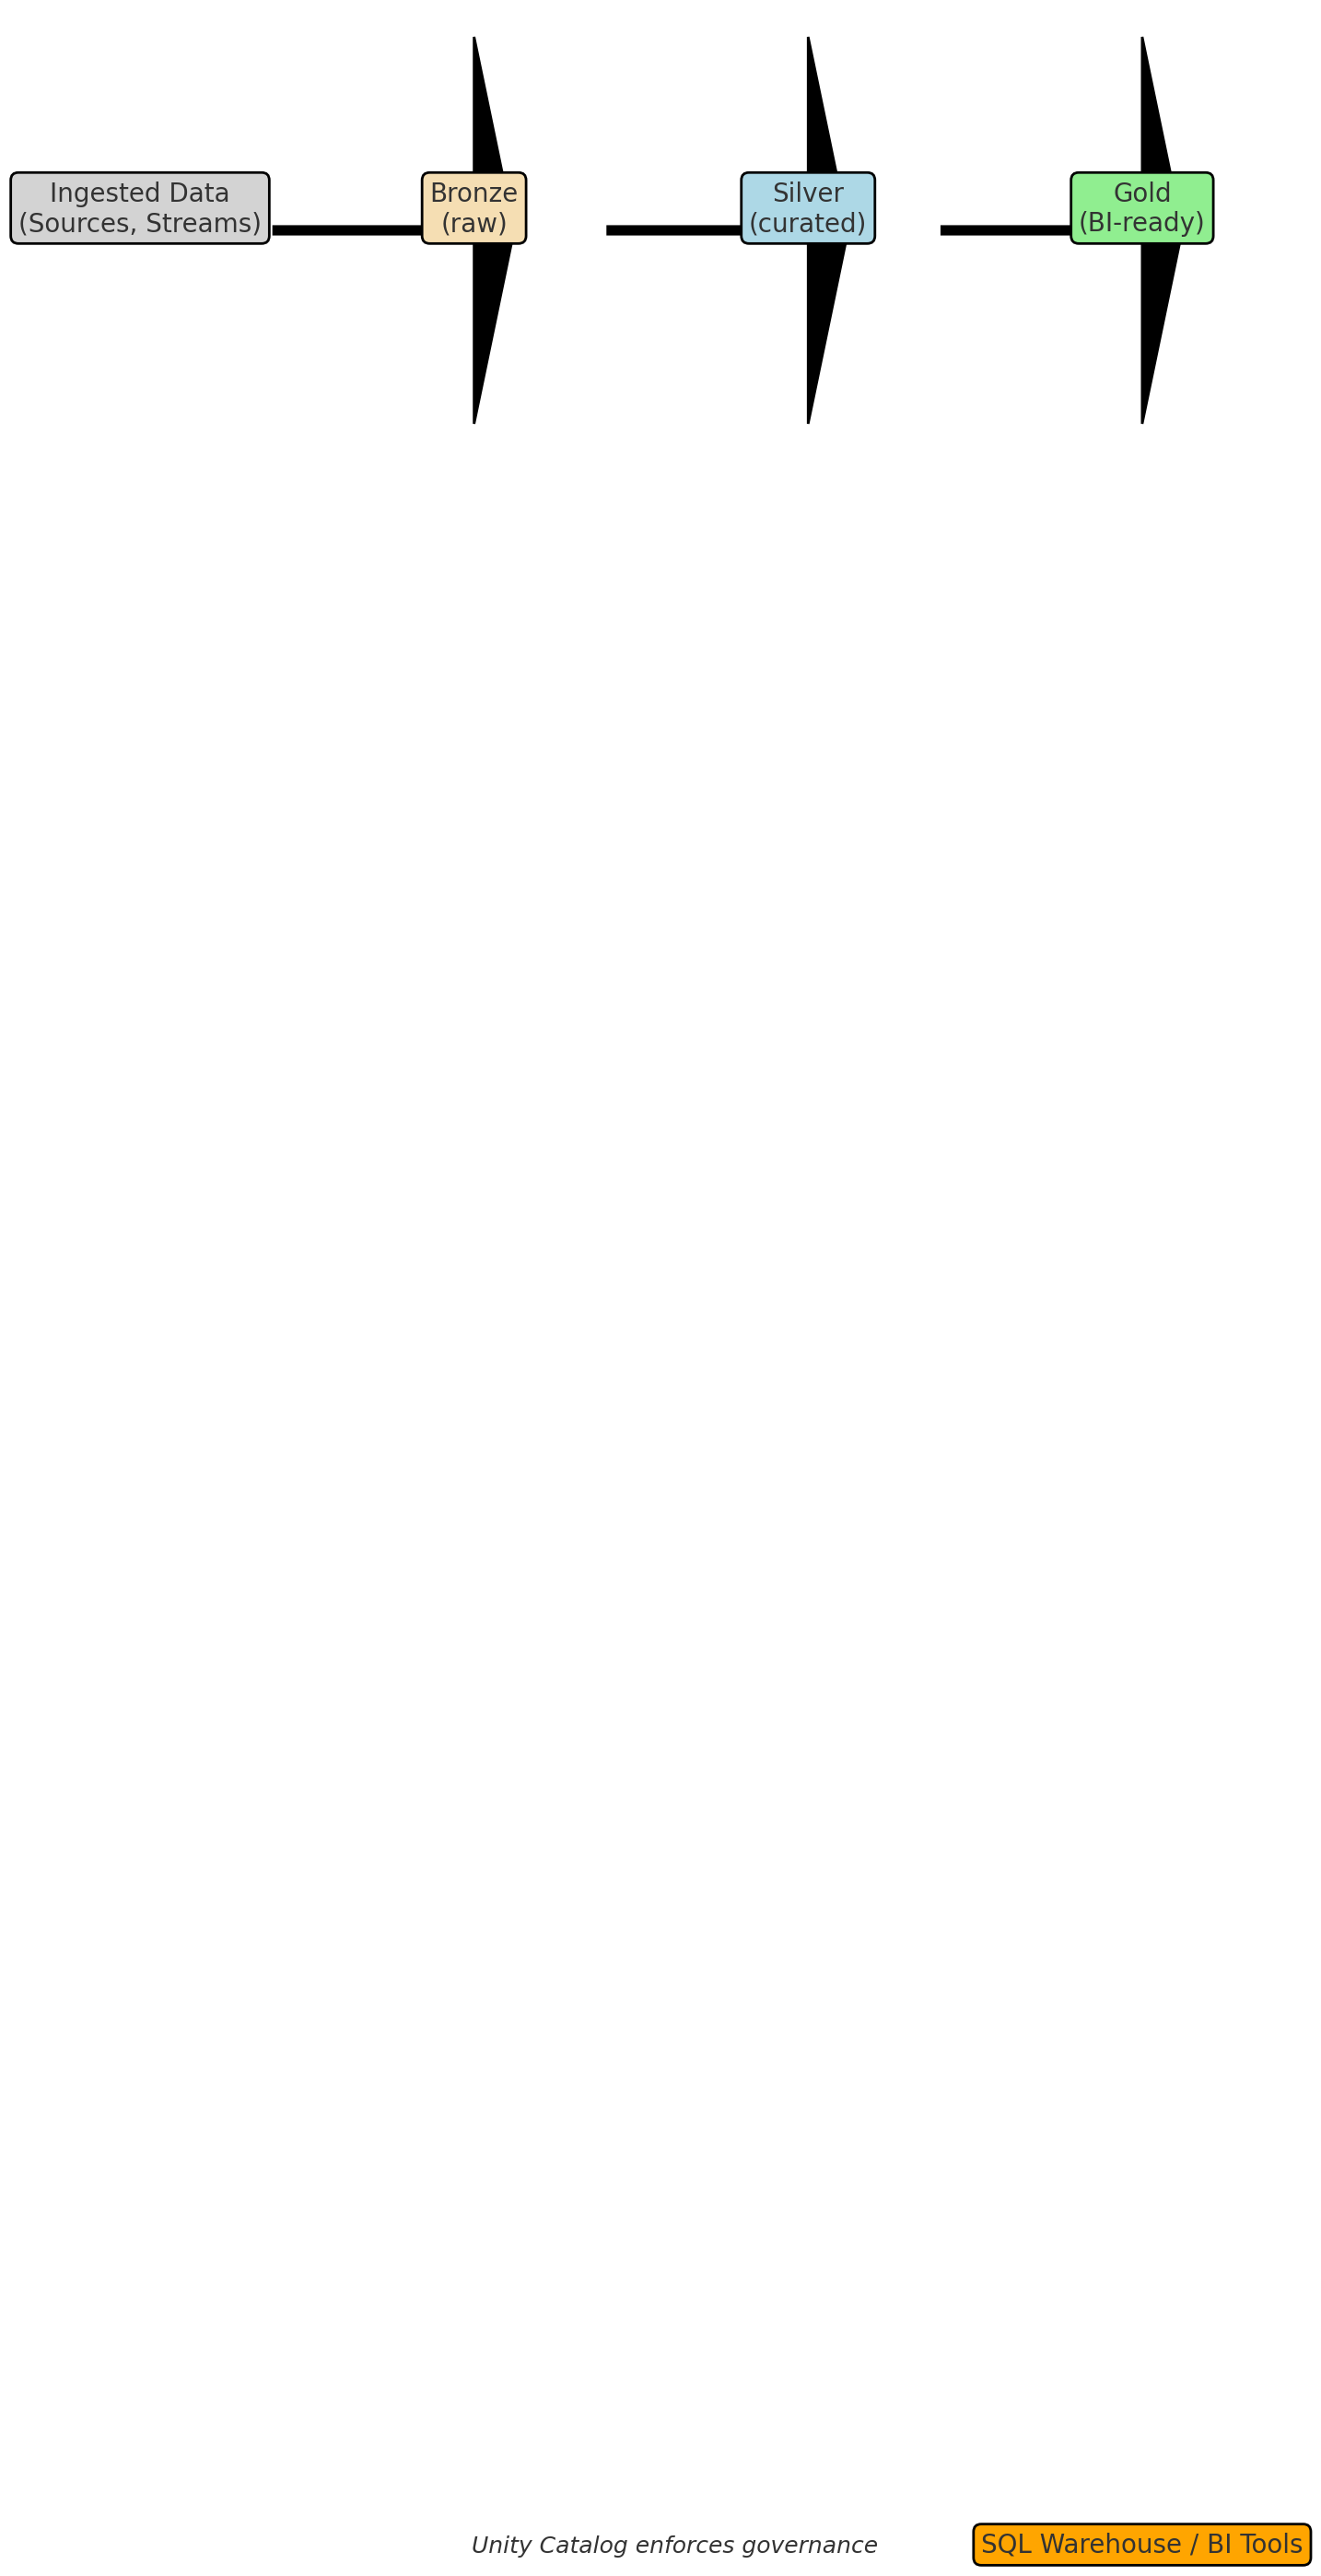 Ingested Data
(Sources, Streams)
Bronze
(raw)
Silver
(curated)
Gold
(BI-ready)
Unity Catalog enforces governance
SQL Warehouse / BI Tools